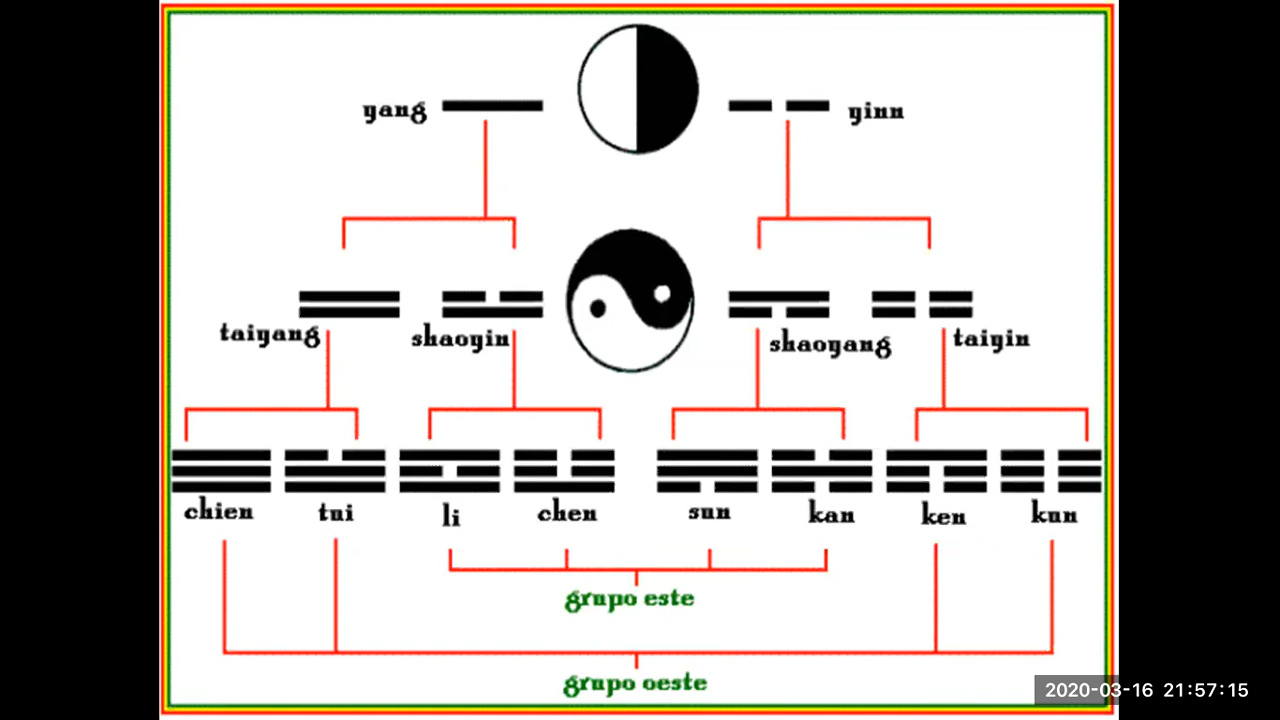 yang
yinn
taiyang
shaoyin
shaoyang
taiyin
chien
tui
li
chen
sun
kan
ken
kun
grupo este
grupo oeste
2020-03-16 21:57:15